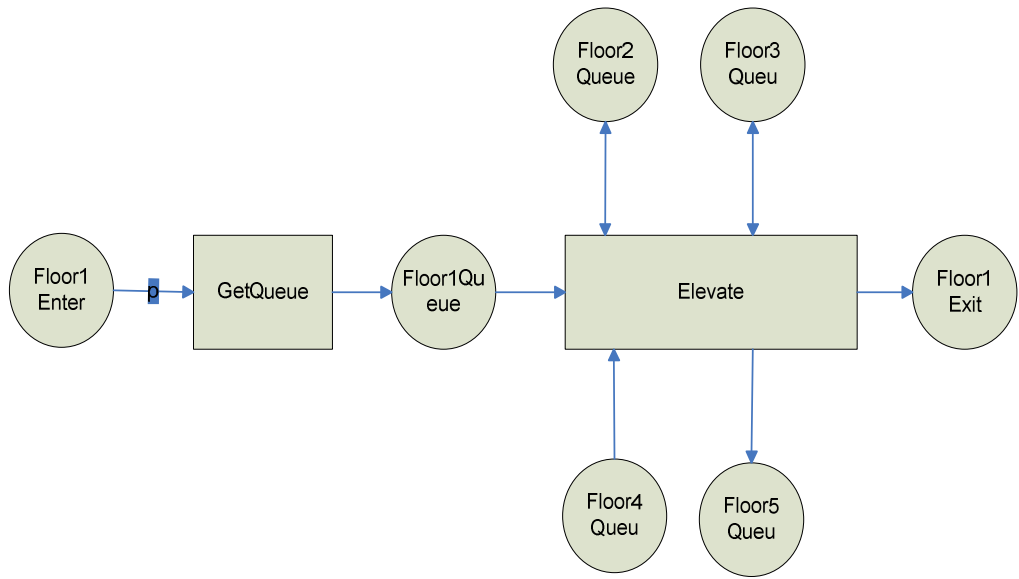 Floor2
Queue
Floor3
Queu
Floor1
Enter
p
GetQueue
Floor1Qu
eue
Elevate
Floor1
Exit
Floor4
Queu
Floor5
Queu